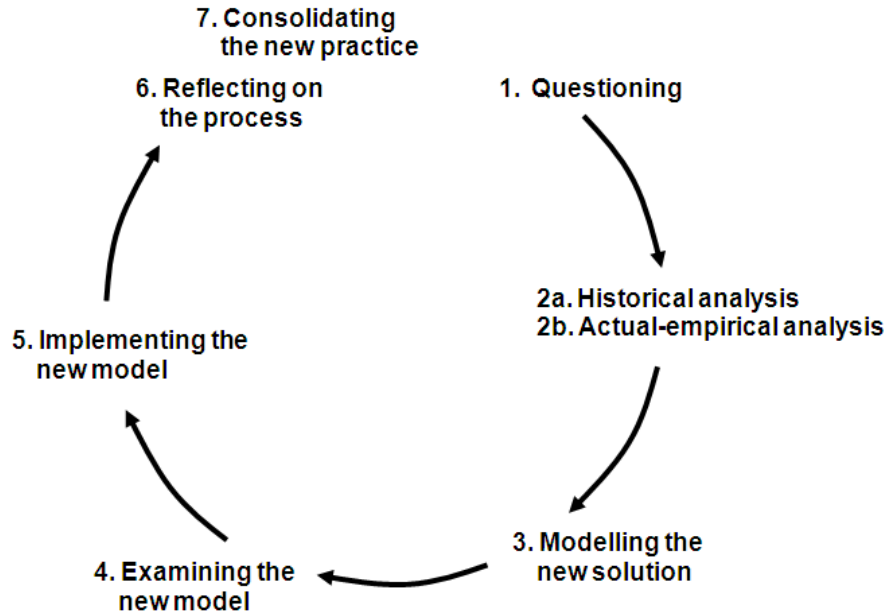 7. Consolidating
the new practice
6. Reflecting on
the process
1. Questioning
2a. Historical analysis
2b. Actual-empirical analysis
3. Modelling the
new solution
4. Examining the
new model
5. Implementing the
new model